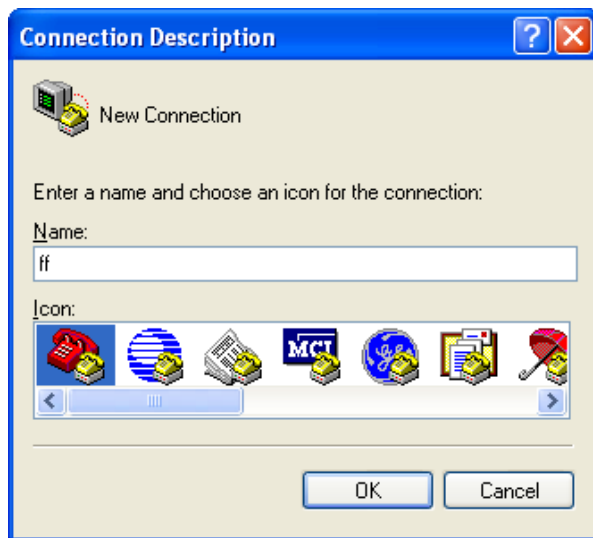 Connection Description
New Connection
Enter a name and choose an icon for the connection:
Name:
ff
Icon:
MCI
OK
Cancel